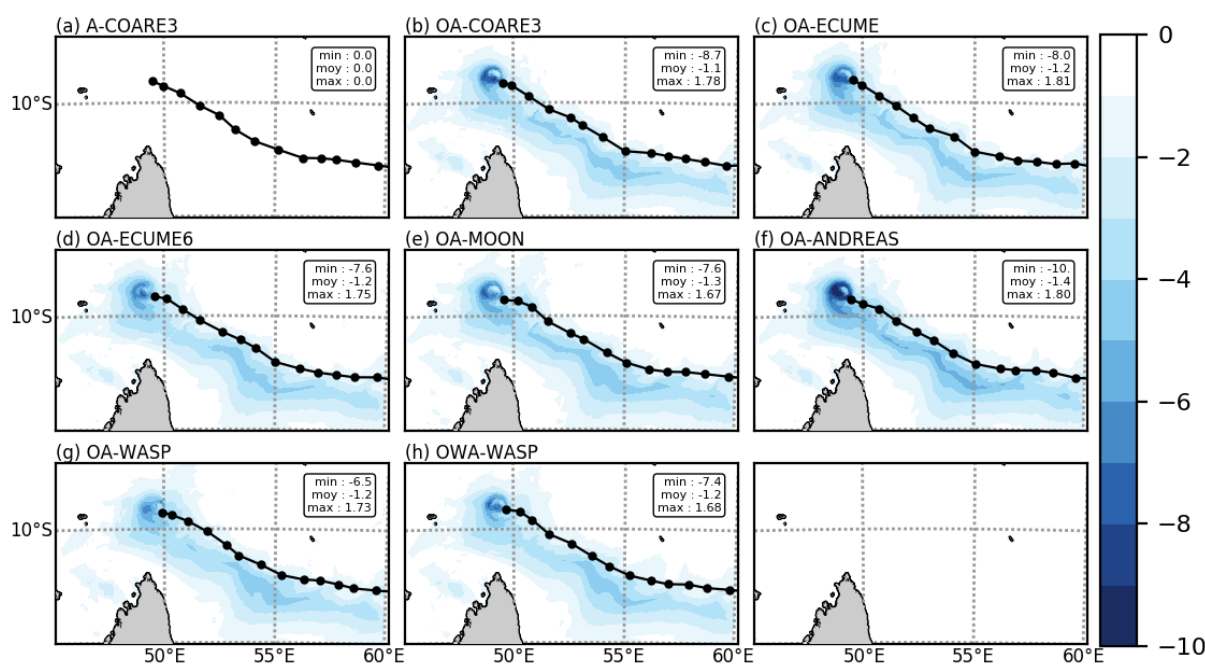 (a) A-COARE3
min : 0.0
moy : 0.0
max : 0.0
10°S
(b) OA-COARE3
min : -8.7
moy : -1.1
max : 1.78
(c) OA-ECUME
min : -8.0
moy : -1.2
max : 1.81
(d) OA-ECUME6
min : -7.6
moy : -1.2
max : 1.75
10°S
(e) OA-MOON
min : -7.6
moy : -1.3
max : 1.67
(f) OA-ANDREAS
min : -10.
moy : -1.4
max : 1.80
(g) OA-WASP
min : -6.5
moy : -1.2
max : 1.73
10°S
(h) OWA-WASP
min : -7.4
moy : -1.2
max : 1.68
50°E 55°E 60°E
50°E 55°E 60°E
50°E 55°E 60°E
0
−2
−4
−6
−8
−10